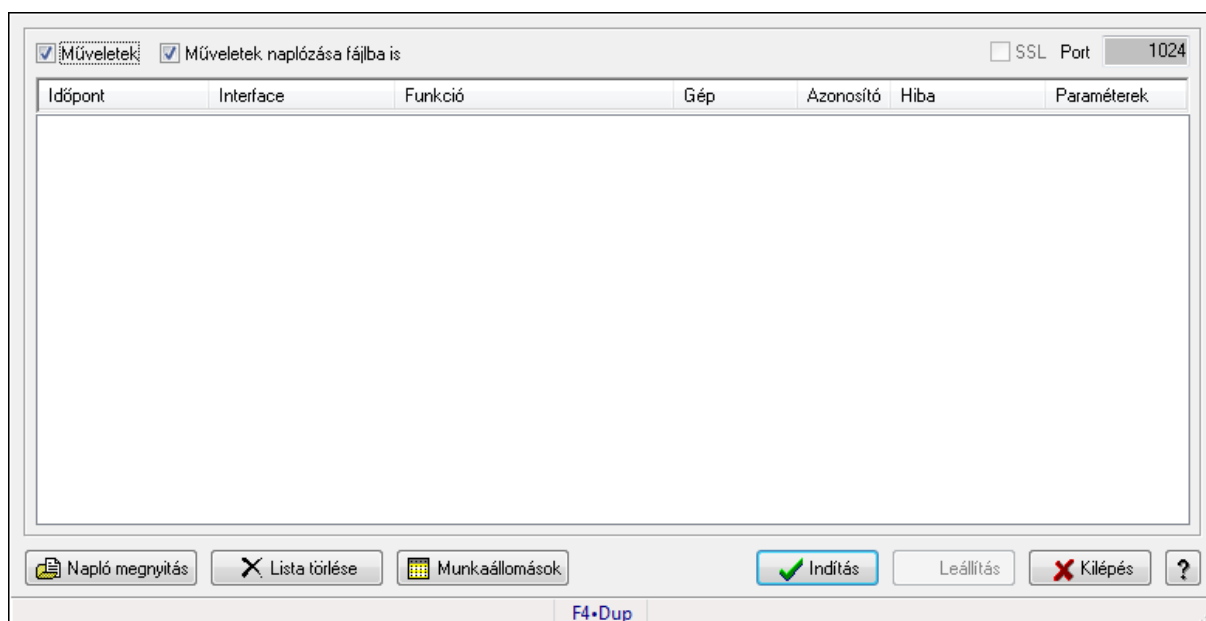 Műveletek Műveletek naplózása fájlba is SSL Port 1024
Időpont Interface Funkció Gép Azonosító Hiba Paraméterek
Napló megnyitás Lista törlése Munkaállomások Indítás Leállítás Kilépés ?
F4•Dup